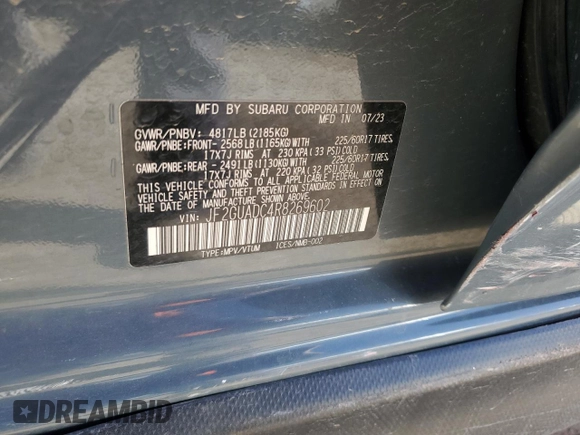 MFD BY SUBARU CORPORATION
MFD IN 07/23
GVWR/PNBV: 4817LB (2185KG)
GAWR/PNBE:FRONT- 2568LB(1165KG)WITH 225/60R17 TIRES
17X7J RIMS AT 230 KPA(33 PSI)COLD
GAWR/PNBE:REAR - 2491LB(1130KG)WITH 225/60R17 TIRES
17X7J RIMS AT 220 KPA(32 PSI)COLD
THIS VEHICLE CONFORMS TO ALL APPLICABLE
FEDERAL MOTOR VEHICLE SAFETY, BUMPER, AND
THEFT PREVENTION STANDARDS IN EFFECT ON THE
DATE OF MANUFACTURE SHOWN ABOVE.
VIN: JF2GUADC4R8269602
TYPE:MPV/VTUM ICES/NMB-002
DREAMBID